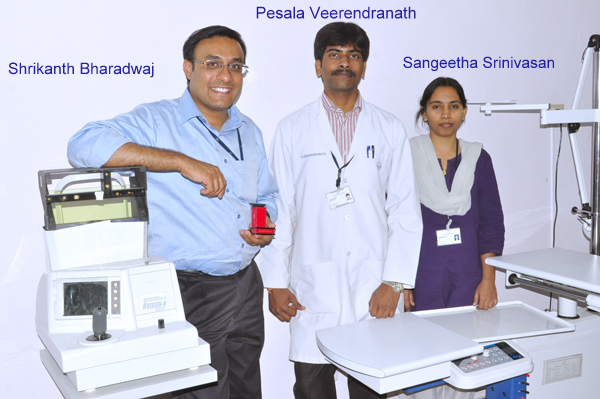 Pesala Veerendranath
Shrikanth Bharadwaj
Sangeetha Srinivasan